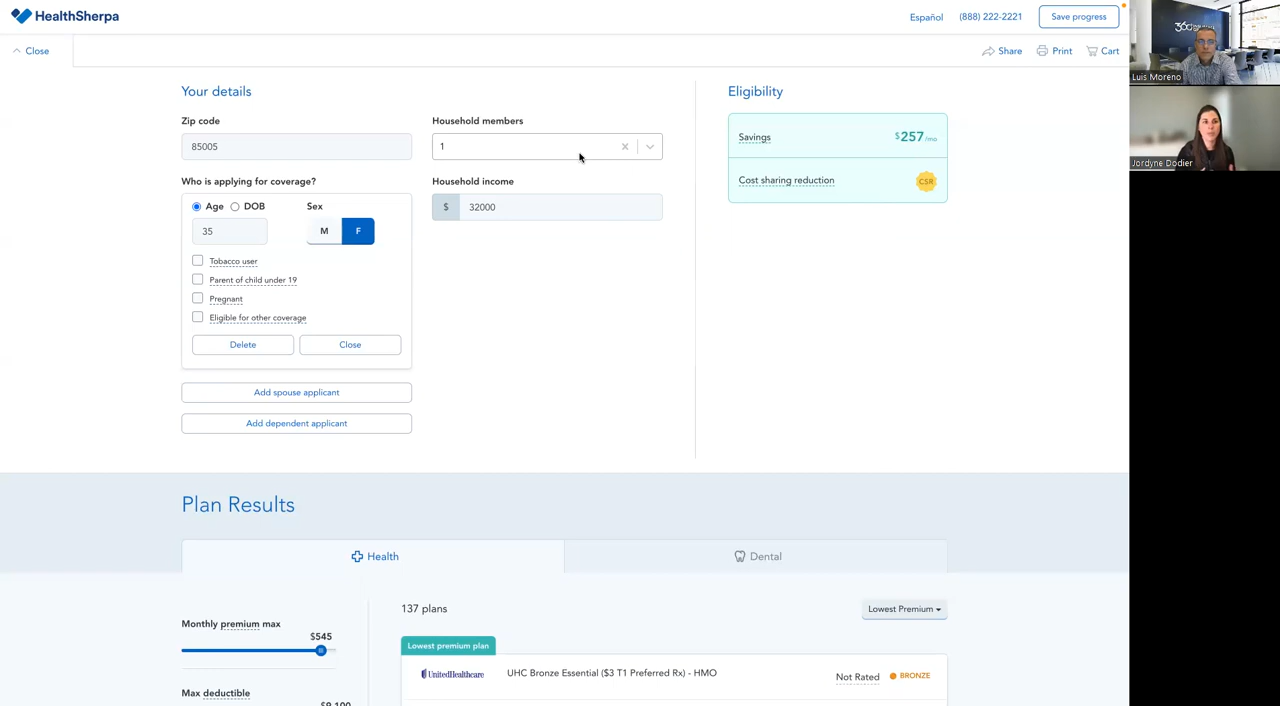 HealthSherpa
Español
(888) 222-2221
Save progress
Close
Share
Print
Cart
Your details
Zip code
85005
Who is applying for coverage?
Age
DOB
Sex
35
M
F
Tobacco user
Parent of child under 19
Pregnant
Eligible for other coverage
Delete
Close
Add spouse applicant
Add dependent applicant
Household members
1
Household income
$
32000
Eligibility
Savings
$257/mo
Cost sharing reduction
CSR
Plan Results
Health
Dental
Monthly premium max
$545
Max deductible
$9,100
137 plans
Lowest Premium
Lowest premium plan
UnitedHealthcare
UHC Bronze Essential ($3 T1 Preferred Rx) - HMO
Not Rated
BRONZE
Luis Moreno
Jordyne Dodier